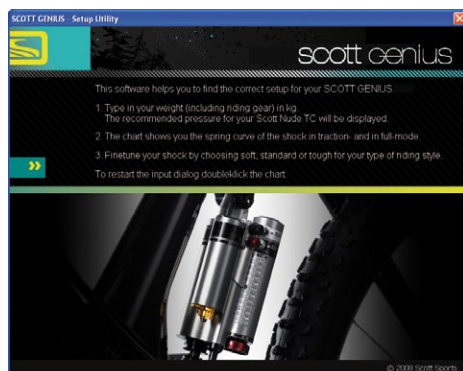 SCOTT GENIUS - Setup Utility
scott genius
This software helps you to find the correct setup for your SCOTT GENIUS.
1. Type in your weight (including riding gear) in kg.
The recommended pressure for your Scott Nude TC will be displayed.
2. The chart shows you the spring curve of the shock in traction- and in full-mode.
3. Finetune your shock by choosing soft, standard or tough for your type of riding style.
To restart the input dialog doubleklick the chart.
© 2008 Scott Sports